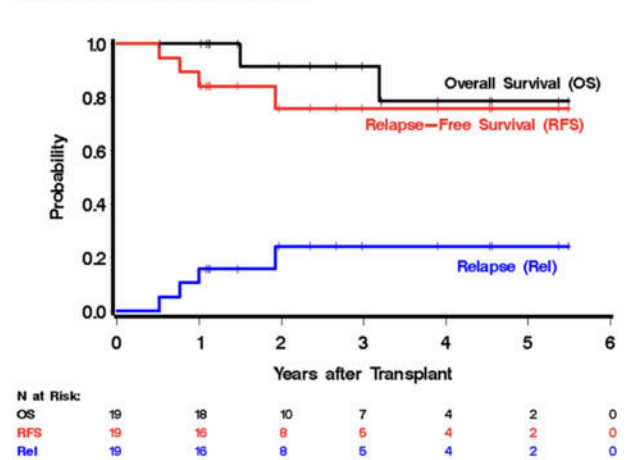 1.0
Overall Survival (OS)
0.8
Relapse-Free Survival (RFS)
0.6
Probability
0.4
0.2
Relapse (Rel)
0.0
0 1 2 3 4 5 6
Years after Transplant
N at Risk:
OS 19 18 10 7 4 2 0
RFS 19 16 8 5 4 2 0
Rel 19 16 8 5 4 2 0